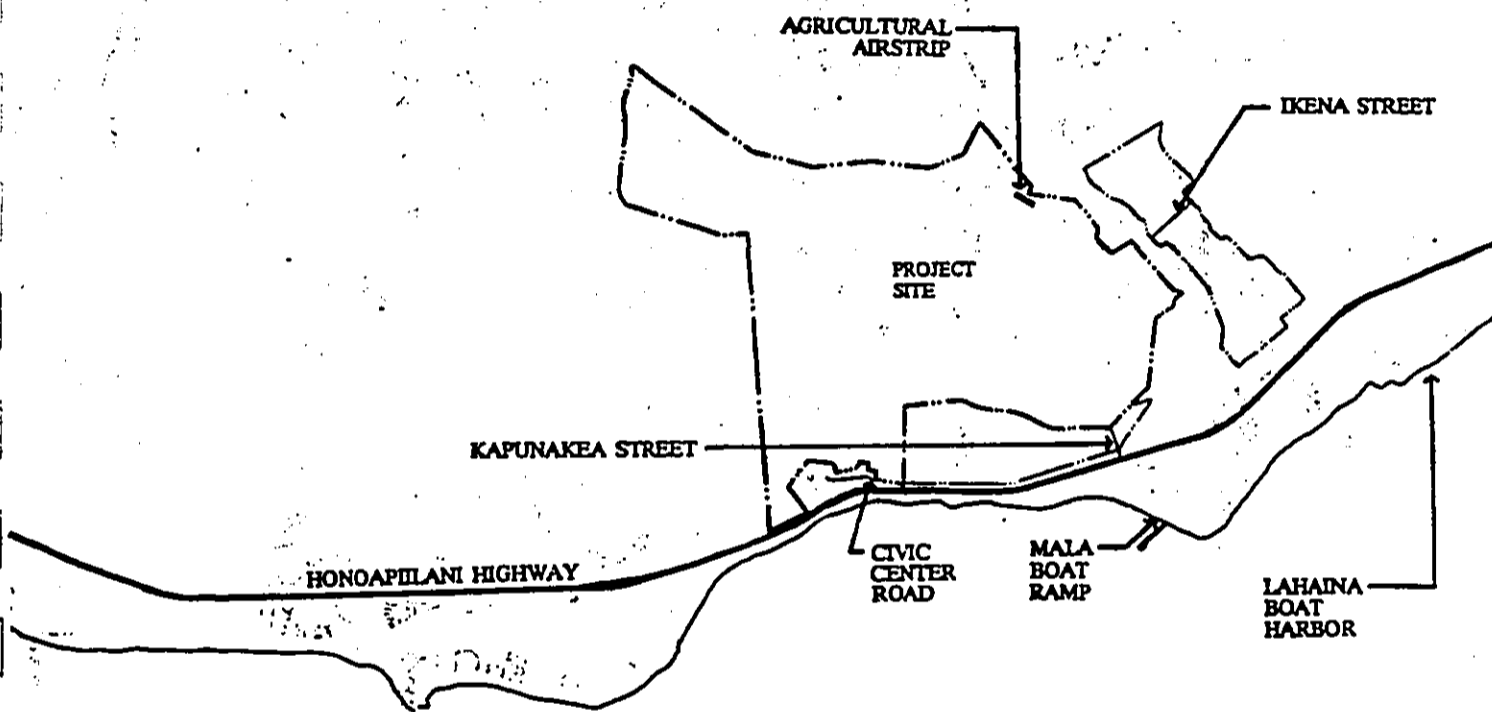 AGRICULTURAL
AIRSTRIP
IKENA STREET
PROJECT
SITE
KAPUNAKEA STREET
HONOAPIILANI HIGHWAY
CIVIC
CENTER
ROAD
MALA
BOAT
RAMP
LAHAINA
BOAT
HARBOR